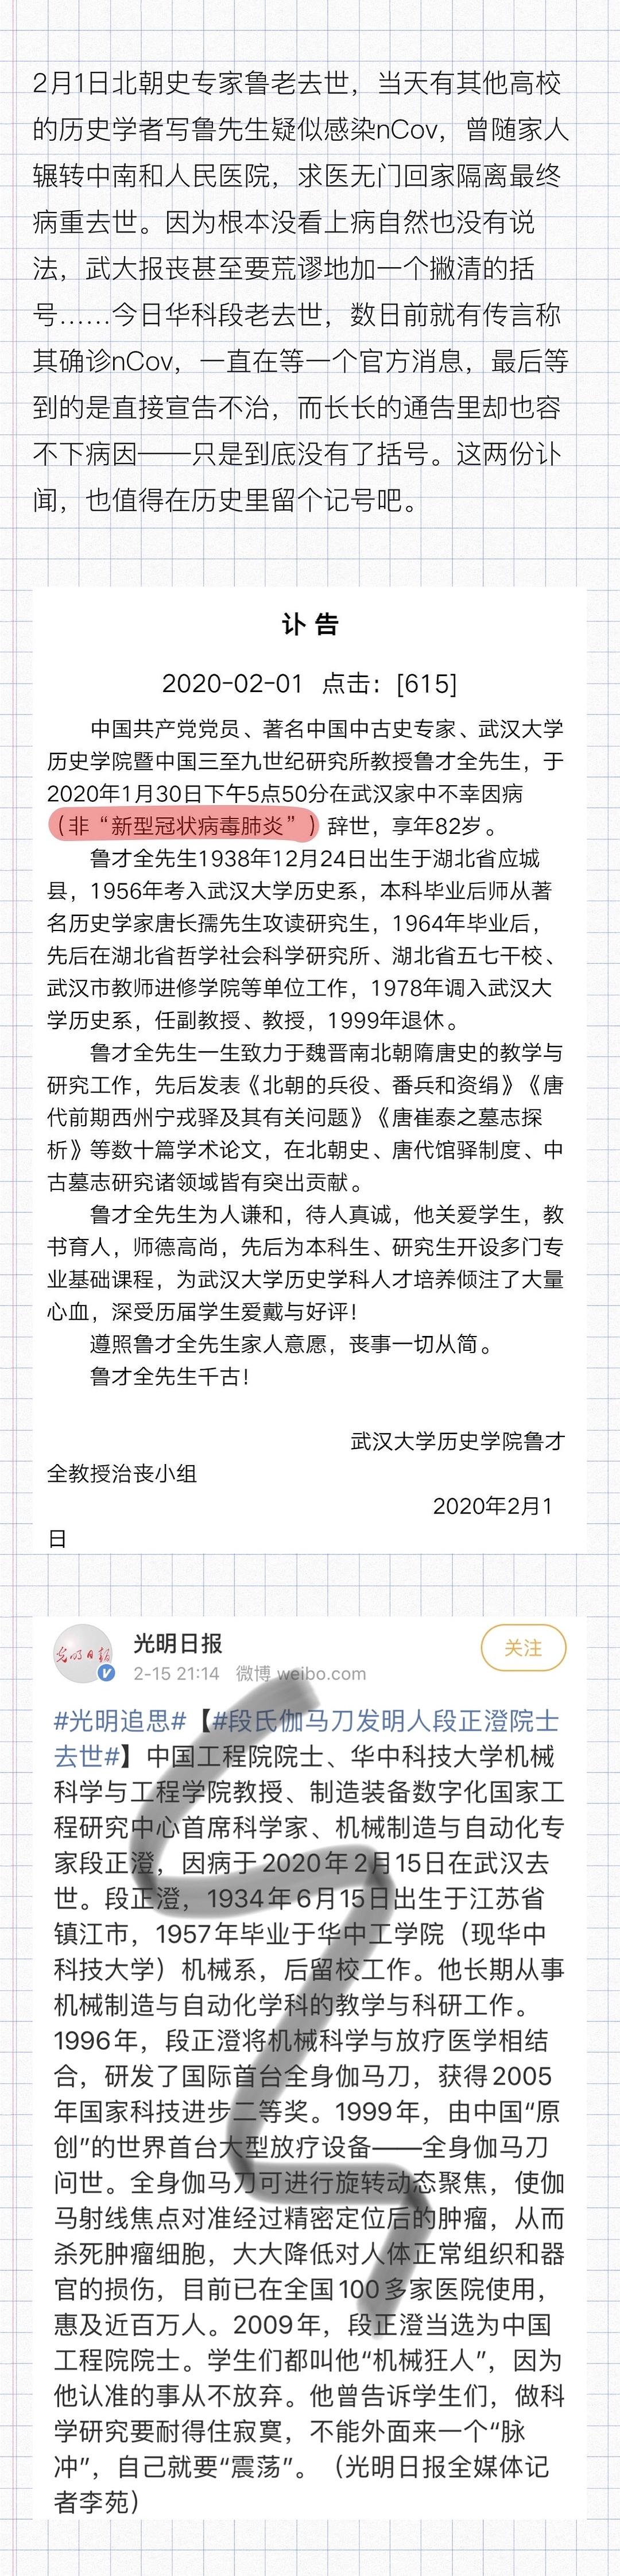 2月1日北朝史专家鲁老去世，当天有其他高校
的历史学者写鲁先生疑似感染nCov，曾随家人
辗转中南和人民医院，求医无门回家隔离最终
病重去世。因为根本没看上病自然也没有说
法，武大报丧甚至要荒谬地加一个撇清的括
号……今日华科段老去世，数日前就有传言称
其确诊nCov，一直在等一个官方消息，最后等
到的是直接宣告不治，而长长的通告里却也容
不下病因——只是到底没有了括号。这两份讣
闻，也值得在历史里留个记号吧。
讣 告
2020-02-01 点击：[615]
中国共产党党员、著名中国中古史专家、武汉大学
历史学院暨中国三至九世纪研究所教授鲁才全先生，于
2020年1月30日下午5点50分在武汉家中不幸因病
（非“新型冠状病毒肺炎”）辞世，享年82岁。
鲁才全先生1938年12月24日出生于湖北省应城
县，1956年考入武汉大学历史系，本科毕业后师从著
名历史学家唐长孺先生攻读研究生，1964年毕业后，
先后在湖北省哲学社会科学研究所、湖北省五七干校、
武汉市教师进修学院等单位工作，1978年调入武汉大
学历史系，任副教授、教授，1999年退休。
鲁才全先生一生致力于魏晋南北朝隋唐史的教学与
研究工作，先后发表《北朝的兵役、番兵和资绢》《唐
代前期西州宁戎驿及其有关问题》《唐崔泰之墓志探
析》等数十篇学术论文，在北朝史、唐代馆驿制度、中
古墓志研究诸领域皆有突出贡献。
鲁才全先生为人谦和，待人真诚，他关爱学生，教
书育人，师德高尚，先后为本科生、研究生开设多门专
业基础课程，为武汉大学历史学科人才培养倾注了大量
心血，深受历届学生爱戴与好评！
遵照鲁才全先生家人意愿，丧事一切从简。
鲁才全先生千古！
武汉大学历史学院鲁才
全教授治丧小组
2020年2月1
日
光明日报
光明日报
关注
2-15 21:14 微博 weibo.com
#光明追思#【#段氏伽马刀发明人段正澄院士
去世#】中国工程院院士、华中科技大学机械
科学与工程学院教授、制造装备数字化国家工
程研究中心首席科学家、机械制造与自动化专
家段正澄，因病于2020年2月15日在武汉去
世。段正澄，1934年6月15日出生于江苏省
镇江市，1957年毕业于华中工学院（现华中
科技大学）机械系，后留校工作。他长期从事
机械制造与自动化学科的教学与科研工作。
1996年，段正澄将机械科学与放疗医学相结
合，研发了国际首台全身伽马刀，获得2005
年国家科技进步二等奖。1999年，由中国“原
创”的世界首台大型放疗设备——全身伽马刀
问世。全身伽马刀可进行旋转动态聚焦，使伽
马射线焦点对准经过精密定位后的肿瘤，从而
杀死肿瘤细胞，大大降低对人体正常组织和器
官的损伤，目前已在全国100多家医院使用，
惠及近百万人。2009年，段正澄当选为中国
工程院院士。学生们都叫他“机械狂人”，因为
他认准的事从不放弃。他曾告诉学生们，做科
学研究要耐得住寂寞，不能外面来一个“脉
冲”，自己就要“震荡”。（光明日报全媒体记
者李苑）